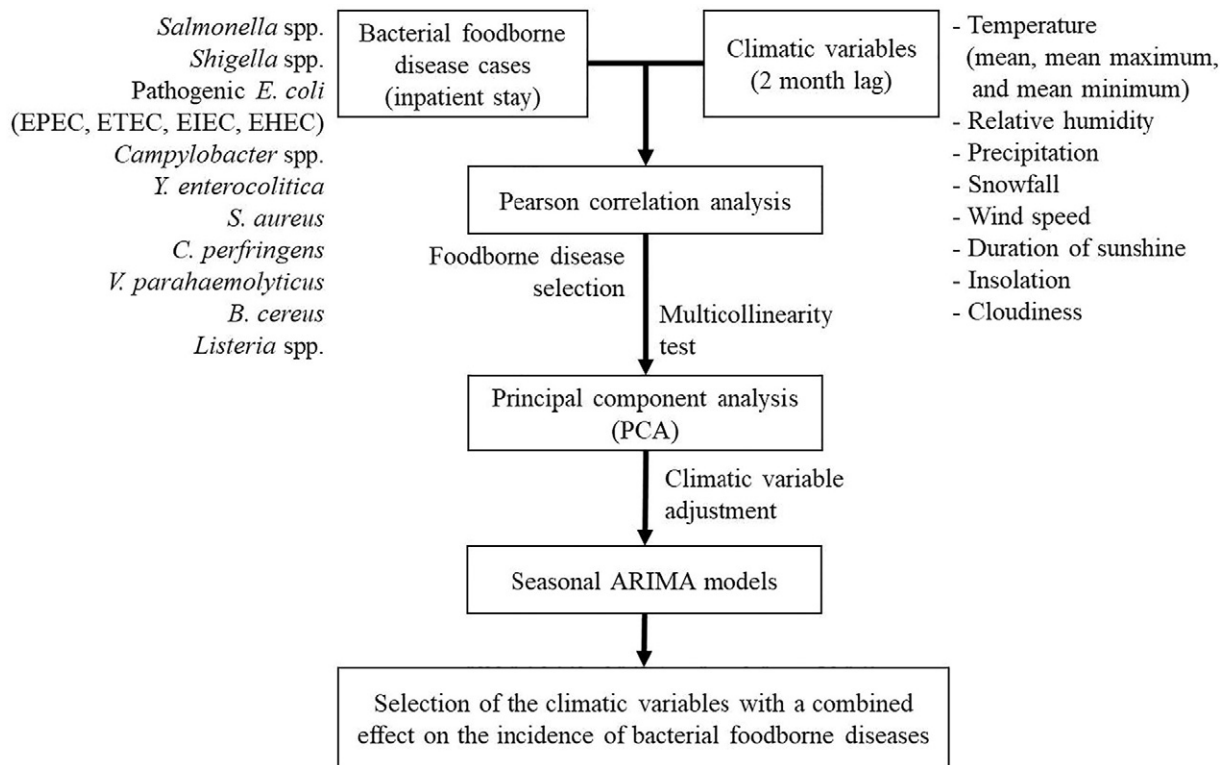 Salmonella spp.
Shigella spp.
Pathogenic E. coli
(EPEC, ETEC, EIEC, EHEC)
Campylobacter spp.
Y. enterocolitica
S. aureus
C. perfringens
V. parahaemolyticus
B. cereus
Listeria spp.
Bacterial foodborne
disease cases
(inpatient stay)
Climatic variables
(2 month lag)
- Temperature
(mean, mean maximum,
and mean minimum)
- Relative humidity
- Precipitation
- Snowfall
- Wind speed
- Duration of sunshine
- Insolation
- Cloudiness
Pearson correlation analysis
Foodborne disease
selection
Multicollinearity
test
Principal component analysis
(PCA)
Climatic variable
adjustment
Seasonal ARIMA models
Selection of the climatic variables with a combined
effect on the incidence of bacterial foodborne diseases